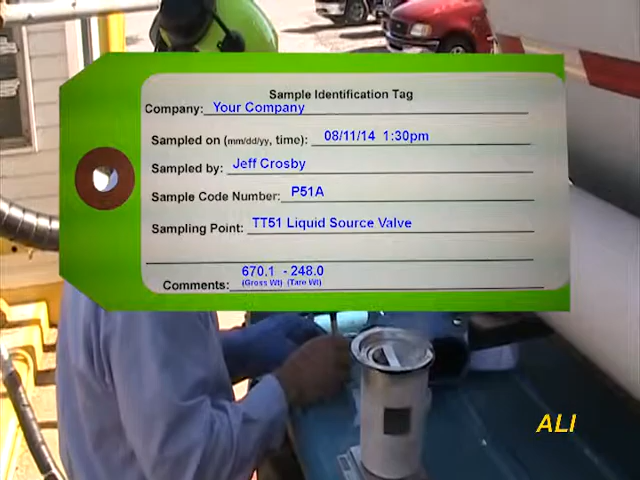 Sample Identification Tag
Company: Your Company
Sampled on (mm/dd/yy, time): 08/11/14 1:30pm
Sampled by: Jeff Crosby
Sample Code Number: P51A
Sampling Point: TT51 Liquid Source Valve
670.1 - 248.0
(Gross Wt) (Tare Wt)
Comments:
ALI